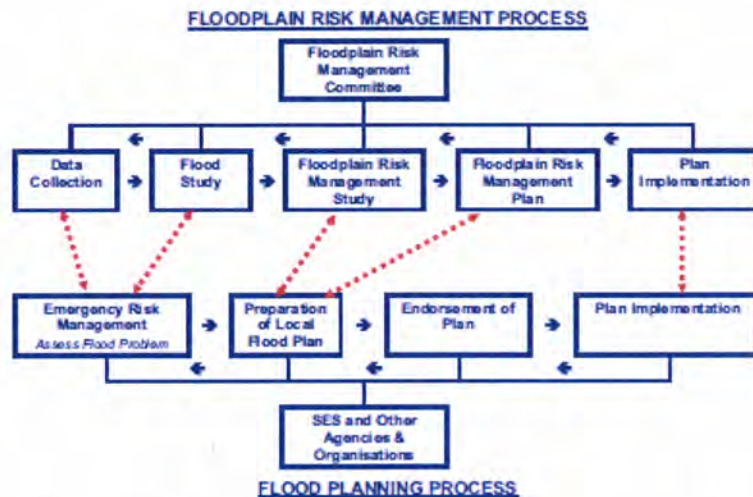 FLOODPLAIN RISK MANAGEMENT PROCESS
Floodplain Risk
Management
Committee
Data
Collection
Flood
Study
Floodplain Risk
Management
Study
Floodplain Risk
Management
Plan
Plan
Implementation
Emergency Risk
Management
Assess Flood Problem
Preparation
of Local
Flood Plan
Endorsement of
Plan
Plan Implementation
SES and Other
Agencies &
Organisations
FLOOD PLANNING PROCESS